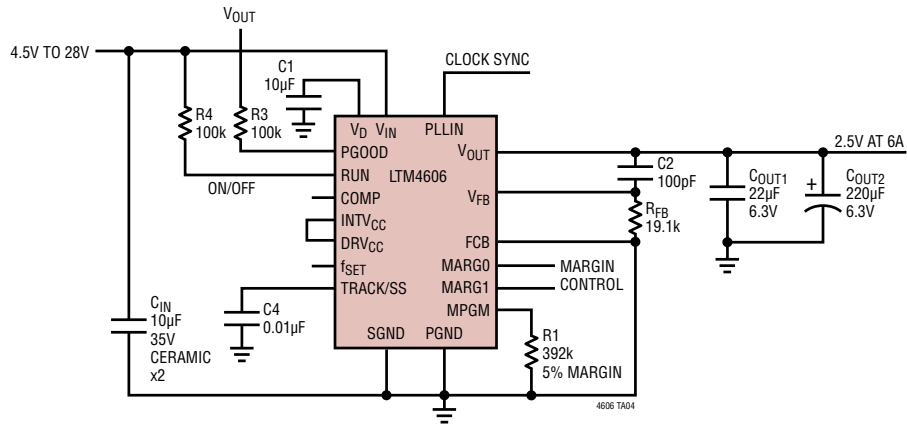 VOUT
4.5V TO 28V
CLOCK SYNC
C1
10µF
R4
100k
R3
100k
VD
VIN
PLLIN
PGOOD
VOUT
2.5V AT 6A
RUN
LTM4606
ON/OFF
C2
100pF
COUT1
22µF
6.3V
+
COUT2
220µF
6.3V
COMP
VFB
INTVCC
RFB
19.1k
DRVCC
FCB
fSET
MARG0
MARGIN
CONTROL
TRACK/SS
MARG1
MPGM
CIN
10µF
35V
CERAMIC
x2
C4
0.01µF
SGND
PGND
R1
392k
5% MARGIN
4606 TA04